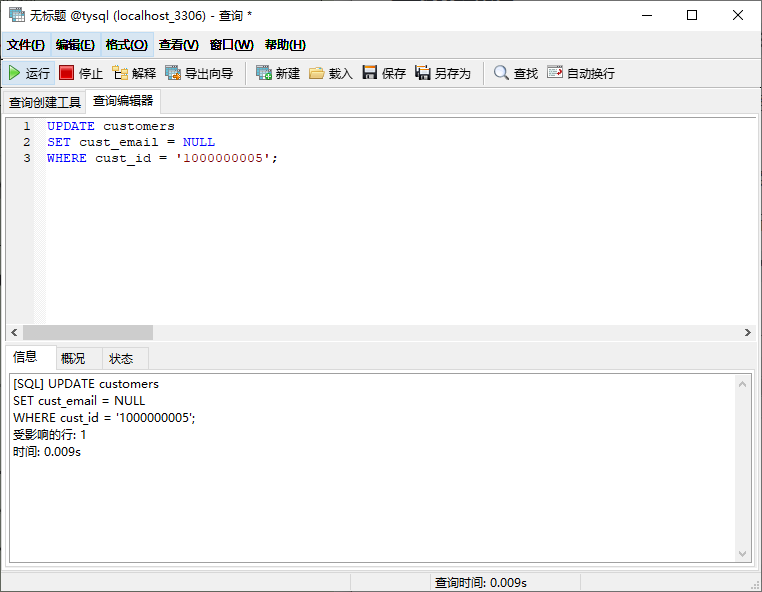 无标题 @tysql (localhost_3306) - 查询 *
文件(F) 编辑(E) 格式(O) 查看(V) 窗口(W) 帮助(H)
运行 停止 解释 导出向导 新建 载入 保存 另存为 查找 自动换行
查询创建工具 查询编辑器
1 UPDATE customers
2 SET cust_email = NULL
3 WHERE cust_id = '1000000005';
信息 概况 状态
[SQL] UPDATE customers
SET cust_email = NULL
WHERE cust_id = '1000000005';
受影响的行: 1
时间: 0.009s
查询时间: 0.009s